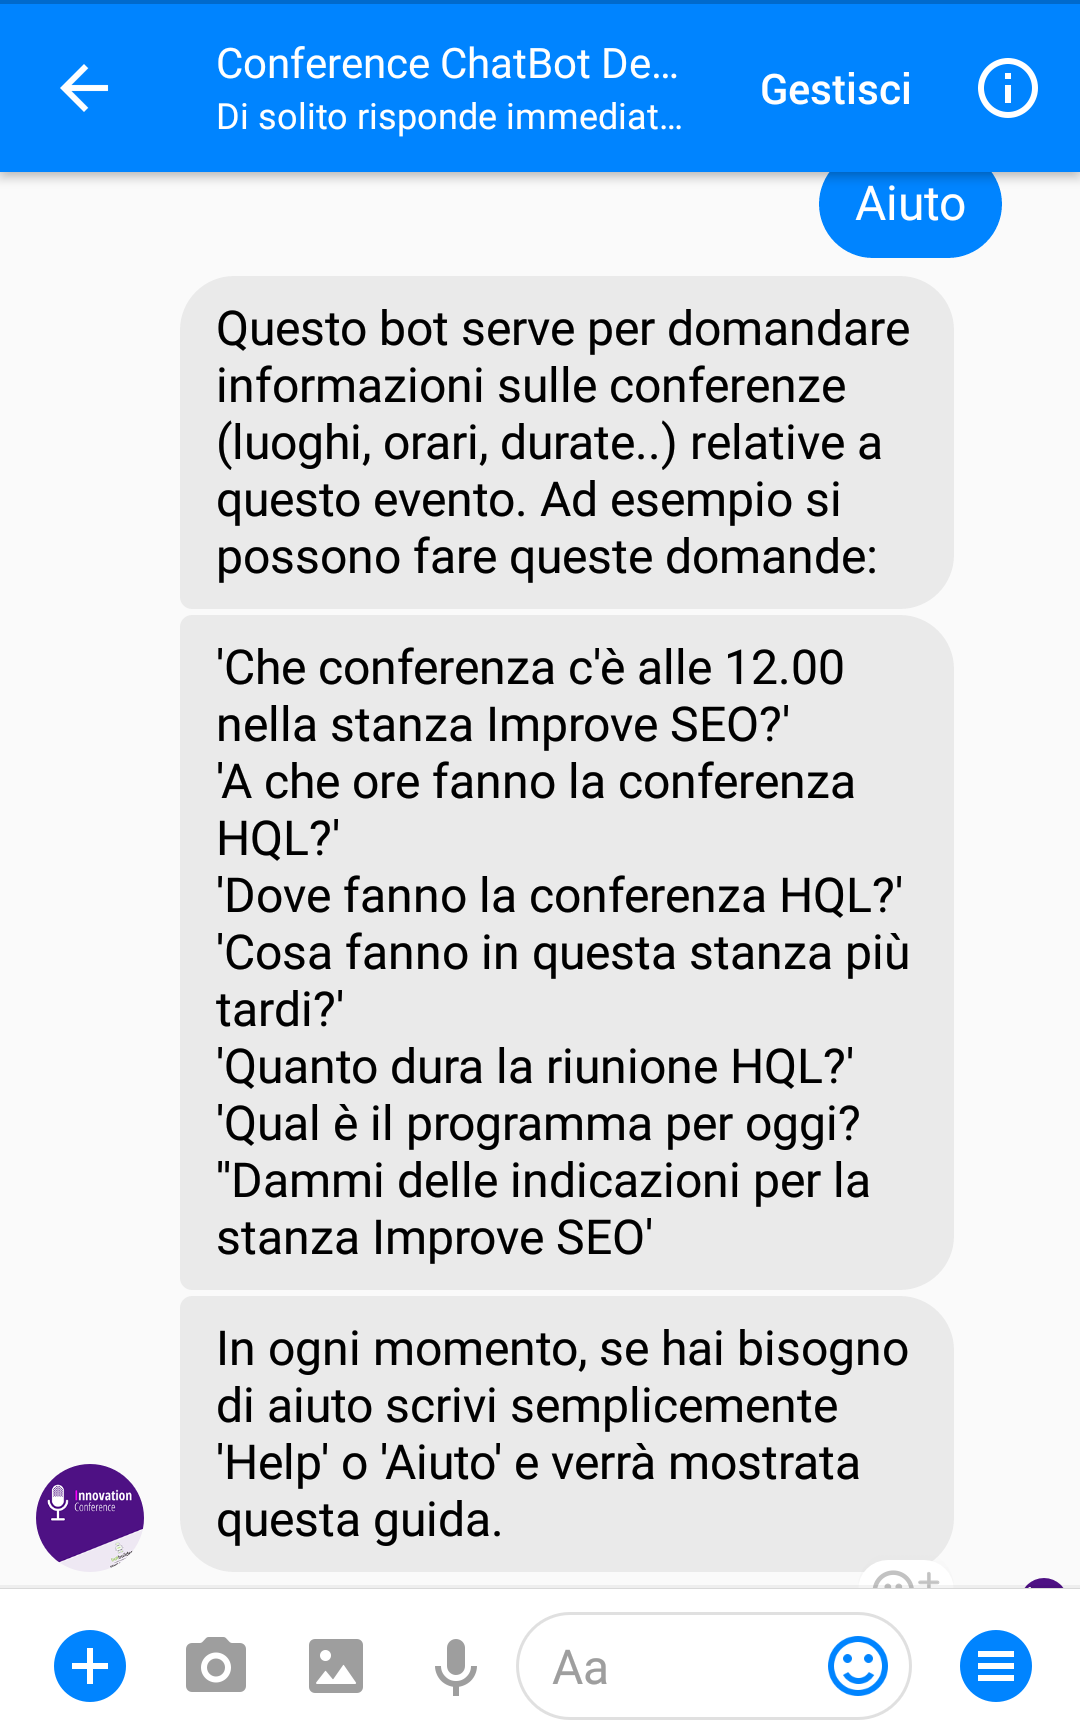 Conference ChatBot De...
Di solito risponde immediat...
Gestisci
Aiuto
Questo bot serve per domandare
informazioni sulle conferenze
(luoghi, orari, durate..) relative a
questo evento. Ad esempio si
possono fare queste domande:
'Che conferenza c'è alle 12.00
nella stanza Improve SEO?'
'A che ore fanno la conferenza
HQL?'
'Dove fanno la conferenza HQL?'
'Cosa fanno in questa stanza più
tardi?'
'Quanto dura la riunione HQL?'
'Qual è il programma per oggi?
"Dammi delle indicazioni per la
stanza Improve SEO'
In ogni momento, se hai bisogno
di aiuto scrivi semplicemente
'Help' o 'Aiuto' e verrà mostrata
questa guida.
Innovation
Conference
Aa